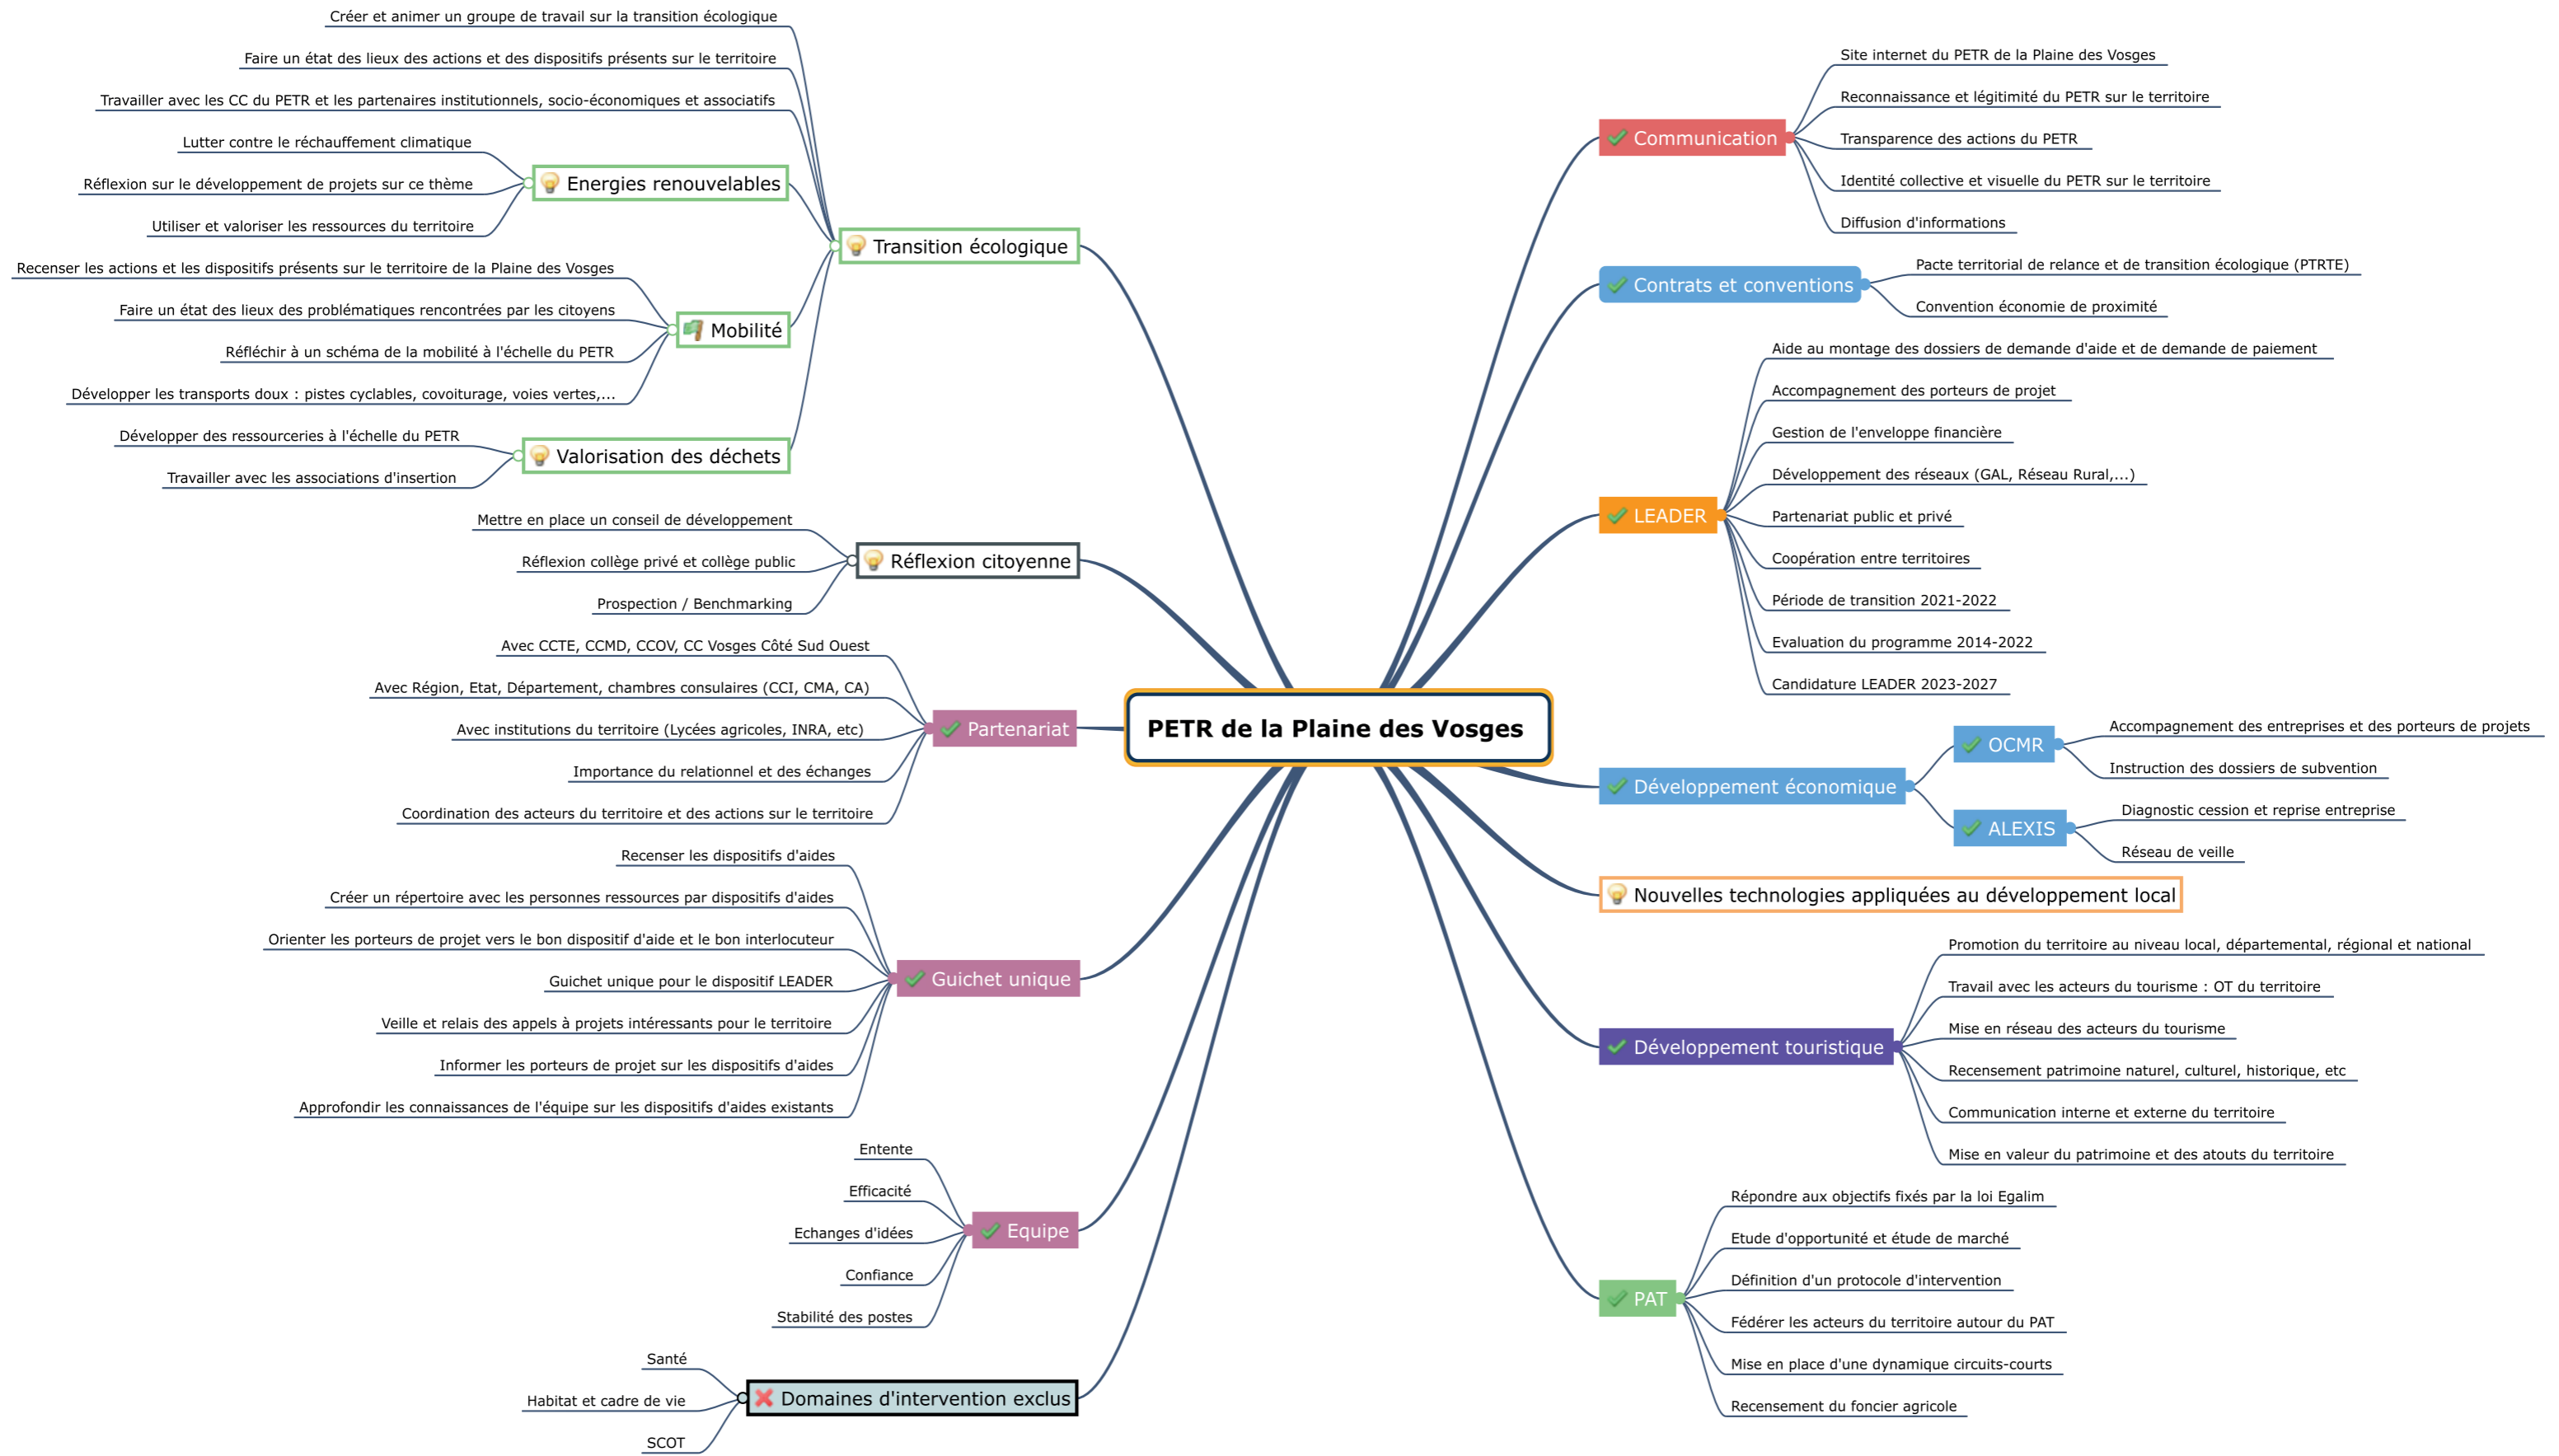 Créer et animer un groupe de travail sur la transition écologique
Faire un état des lieux des actions et des dispositifs présents sur le territoire
Travailler avec les CC du PETR et les partenaires institutionnels, socio-économiques et associatifs
Lutter contre le réchauffement climatique
Réflexion sur le développement de projets sur ce thème
Utiliser et valoriser les ressources du territoire
Energies renouvelables
Recenser les actions et les dispositifs présents sur le territoire de la Plaine des Vosges
Faire un état des lieux des problématiques rencontrées par les citoyens
Réfléchir à un schéma de la mobilité à l'échelle du PETR
Développer les transports doux : pistes cyclables, covoiturage, voies vertes,...
Mobilité
Développer des ressourceries à l'échelle du PETR
Travailler avec les associations d'insertion
Valorisation des déchets
Transition écologique
Mettre en place un conseil de développement
Réflexion collège privé et collège public
Prospection / Benchmarking
Réflexion citoyenne
Avec CCTE, CCMD, CCOV, CC Vosges Côté Sud Ouest
Avec Région, Etat, Département, chambres consulaires (CCI, CMA, CA)
Avec institutions du territoire (Lycées agricoles, INRA, etc)
Importance du relationnel et des échanges
Coordination des acteurs du territoire et des actions sur le territoire
Partenariat
Recenser les dispositifs d'aides
Créer un répertoire avec les personnes ressources par dispositifs d'aides
Orienter les porteurs de projet vers le bon dispositif d'aide et le bon interlocuteur
Guichet unique pour le dispositif LEADER
Veille et relais des appels à projets intéressants pour le territoire
Informer les porteurs de projet sur les dispositifs d'aides
Approfondir les connaissances de l'équipe sur les dispositifs d'aides existants
Guichet unique
Entente
Efficacité
Echanges d'idées
Confiance
Stabilité des postes
Equipe
Santé
Habitat et cadre de vie
SCOT
Domaines d'intervention exclus
PETR de la Plaine des Vosges
Communication
Site internet du PETR de la Plaine des Vosges
Reconnaissance et légitimité du PETR sur le territoire
Transparence des actions du PETR
Identité collective et visuelle du PETR sur le territoire
Diffusion d'informations
Contrats et conventions
Pacte territorial de relance et de transition écologique (PTRTE)
Convention économie de proximité
LEADER
Aide au montage des dossiers de demande d'aide et de demande de paiement
Accompagnement des porteurs de projet
Gestion de l'enveloppe financière
Développement des réseaux (GAL, Réseau Rural,...)
Partenariat public et privé
Coopération entre territoires
Période de transition 2021-2022
Evaluation du programme 2014-2022
Candidature LEADER 2023-2027
Développement économique
OCMR
Accompagnement des entreprises et des porteurs de projets
Instruction des dossiers de subvention
ALEXIS
Diagnostic cession et reprise entreprise
Réseau de veille
Nouvelles technologies appliquées au développement local
Développement touristique
Promotion du territoire au niveau local, départemental, régional et national
Travail avec les acteurs du tourisme : OT du territoire
Mise en réseau des acteurs du tourisme
Recensement patrimoine naturel, culturel, historique, etc
Communication interne et externe du territoire
Mise en valeur du patrimoine et des atouts du territoire
PAT
Répondre aux objectifs fixés par la loi Egalim
Etude d'opportunité et étude de marché
Définition d'un protocole d'intervention
Fédérer les acteurs du territoire autour du PAT
Mise en place d'une dynamique circuits-courts
Recensement du foncier agricole